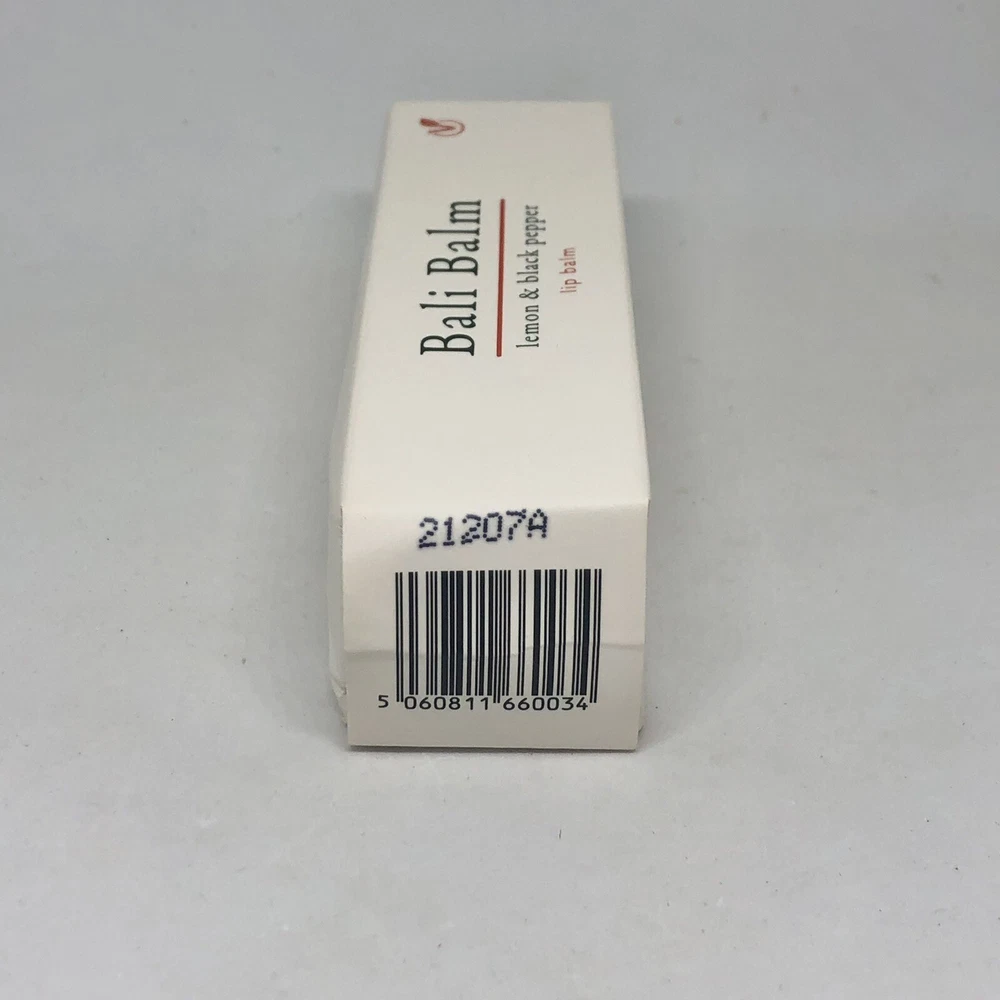 Bali Balm
lemon & black pepper
lip balm
21207A
5 060811 660034